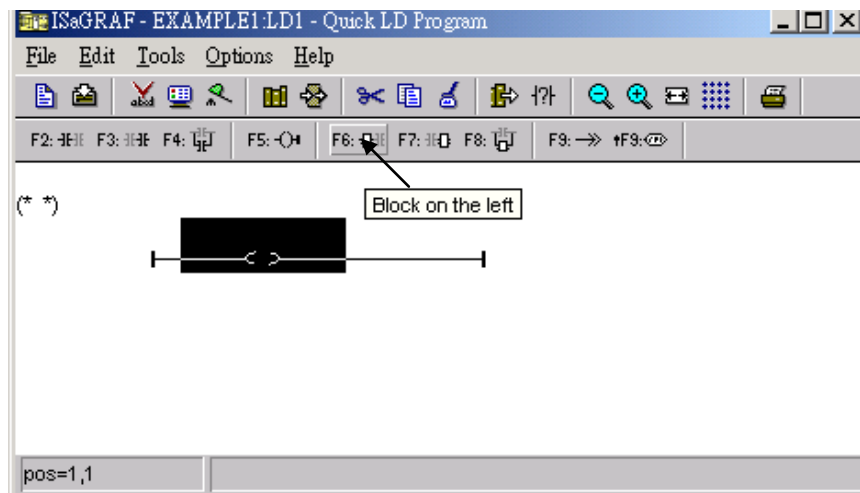 ISaGRAF - EXAMPLE1:LD1 - Quick LD Program
File Edit Tools Options Help
abcd
F2: F3: F4: F5: F6: F7: F8: F9: F9:
Block on the left
(* *)
pos=1,1